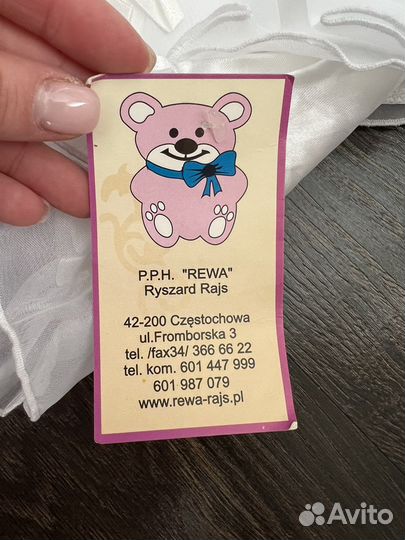 P.P.H. "REWA"
Ryszard Rajs
42-200 Częstochowa
ul.Fromborska 3
tel. /fax34/ 366 66 22
tel. kom. 601 447 999
601 987 079
www.rewa-rajs.pl
Avito